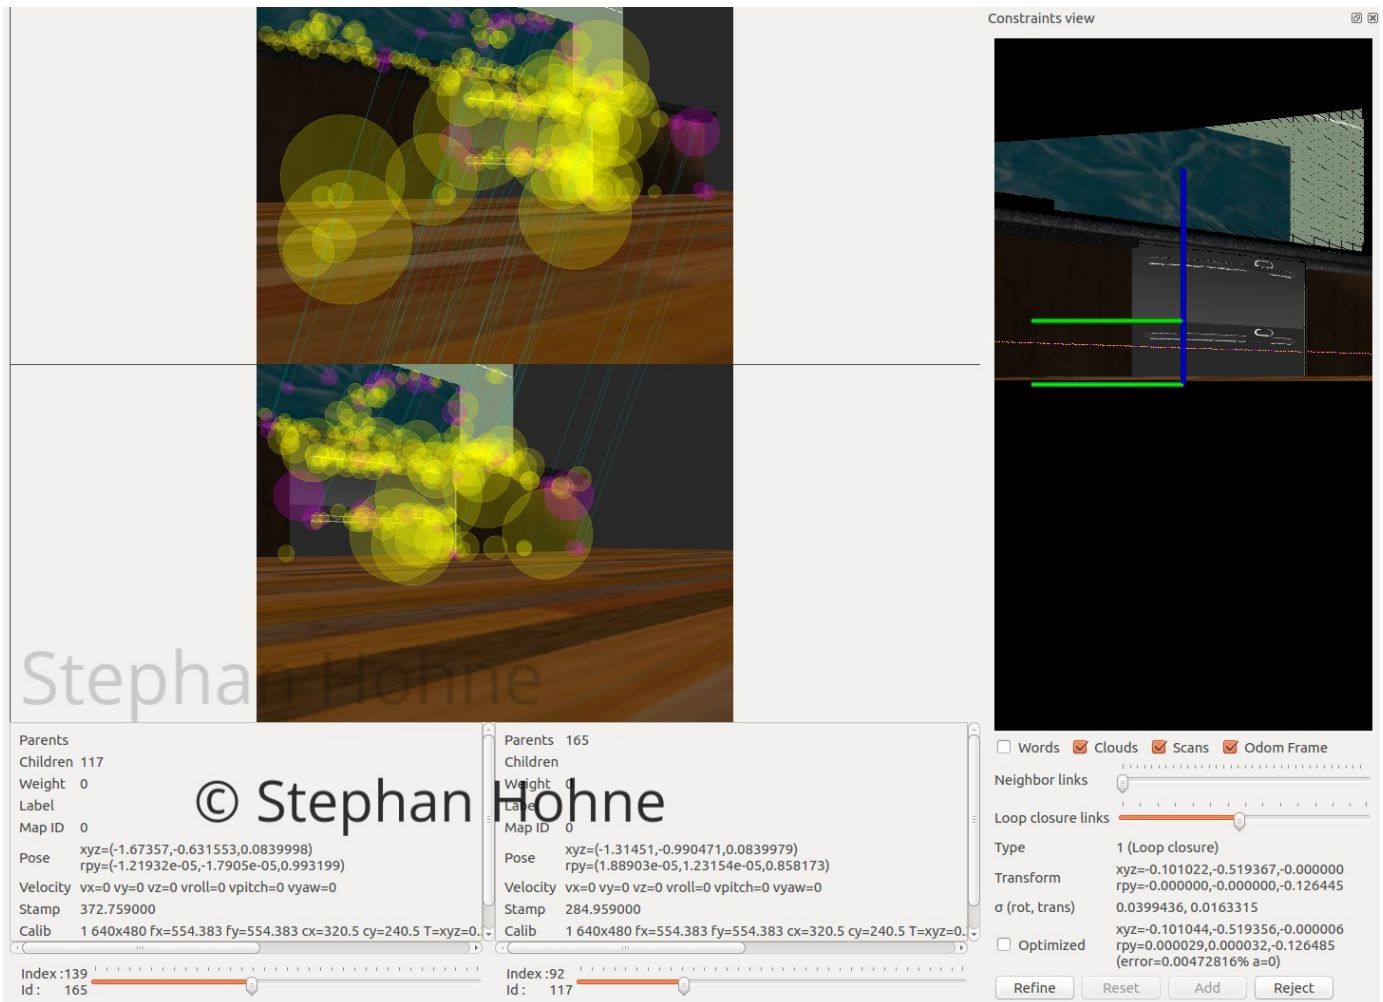 Constraints view
Stephan Hohne
Parents
Children 117
Weight 0
Label
Map ID 0
Pose xyz=(-1.67357,-0.631553,0.0839998)
rpy=(-1.21932e-05,-1.7905e-05,0.993199)
Velocity vx=0 vy=0 vz=0 vroll=0 vpitch=0 vyaw=0
Stamp 372.759000
Calib 1 640x480 fx=554.383 fy=554.383 cx=320.5 cy=240.5 T=xyz=0.
Parents 165
Children
Weight 0
Label
Map ID 0
Pose xyz=(-1.31451,-0.990471,0.0839979)
rpy=(1.88903e-05,1.23154e-05,0.858173)
Velocity vx=0 vy=0 vz=0 vroll=0 vpitch=0 vyaw=0
Stamp 284.959000
Calib 1 640x480 fx=554.383 fy=554.383 cx=320.5 cy=240.5 T=xyz=0.
© Stephan Hohne
Index :139
Id : 165
Index :92
Id : 117
Words Clouds Scans Odom Frame
Neighbor links
Loop closure links
Type 1 (Loop closure)
Transform xyz=-0.101022,-0.519367,-0.000000
rpy=-0.000000,-0.000000,-0.126445
σ (rot, trans) 0.0399436, 0.0163315
Optimized xyz=-0.101044,-0.519356,-0.000006
rpy=0.000029,0.000032,-0.126485
(error=0.00472816% a=0)
Refine Reset Add Reject